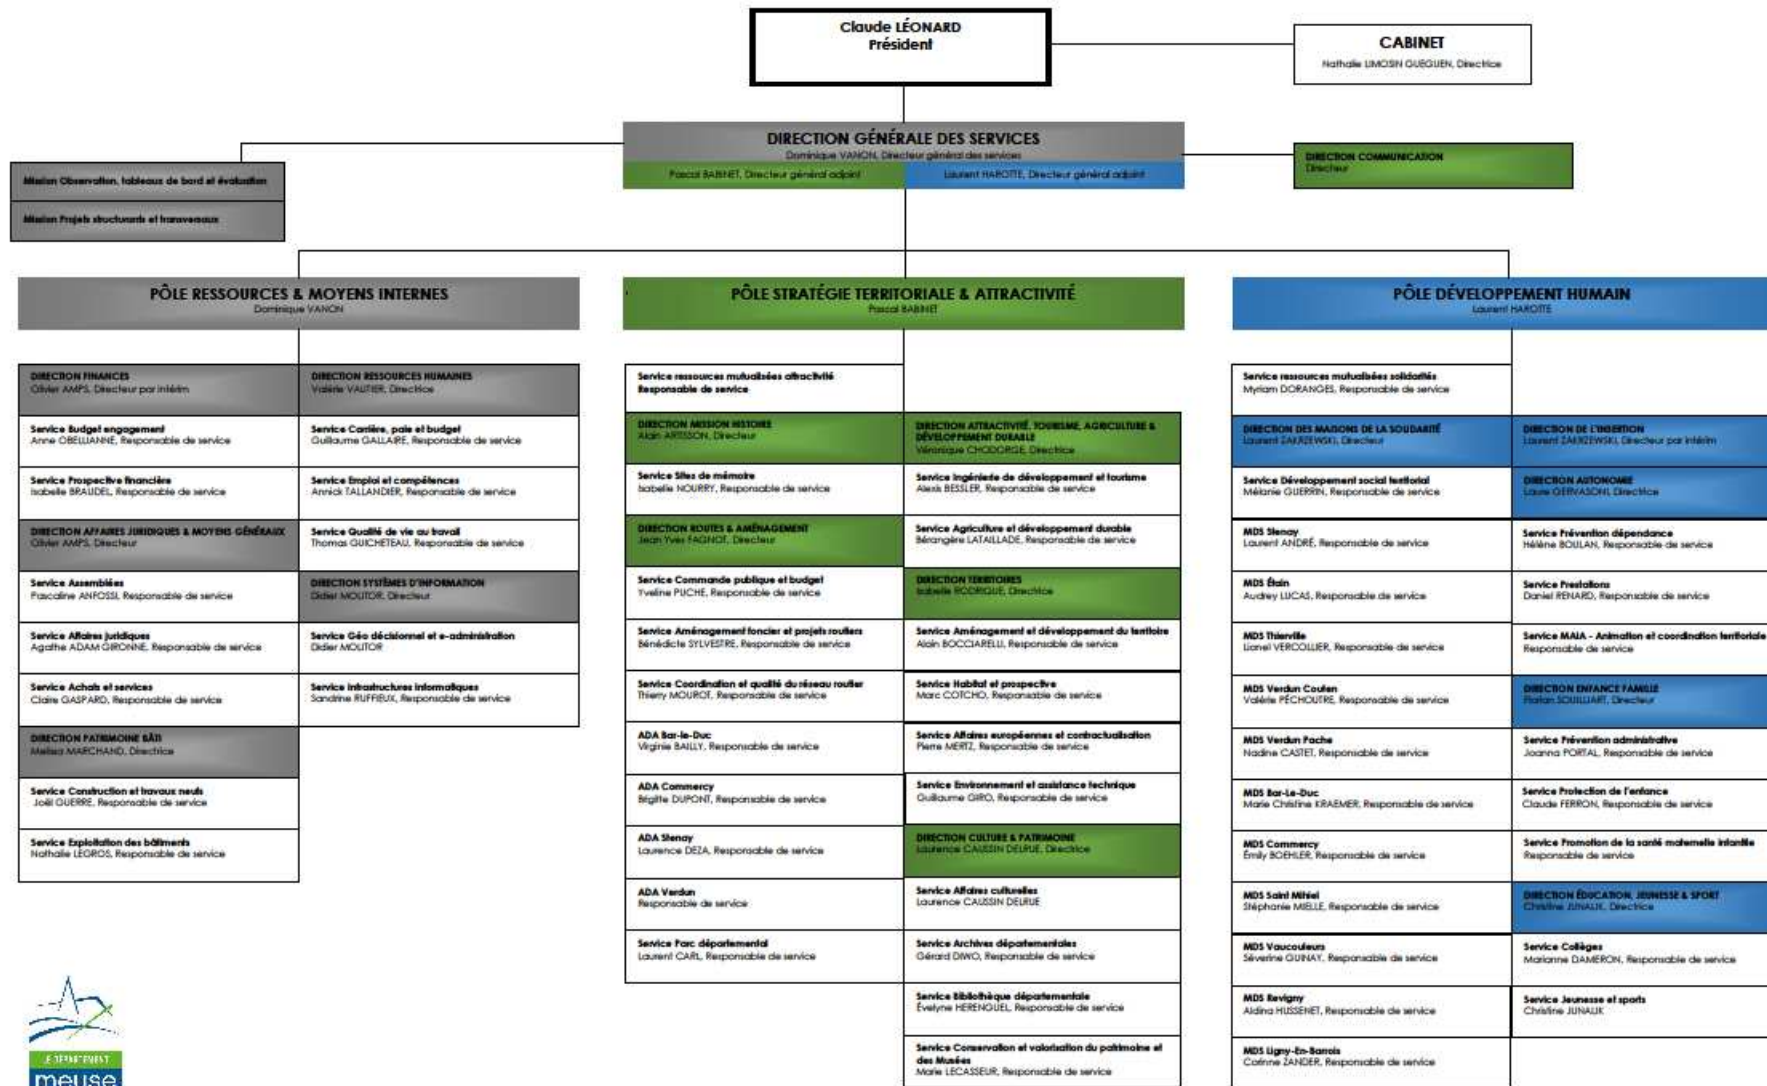 Claude LÉONARD
Président
CABINET
Nathalie LIMOSIN GUEGUEN, Directrice
DIRECTION GÉNÉRALE DES SERVICES
Dominique VANON, Directeur général des services
Pascal BABINET, Directeur général adjoint
Laurent HAROTTE, Directeur général adjoint
DIRECTION COMMUNICATION
Directeur
Mission Observation, tableaux de bord et évaluation
Mission Projets structurants et transversaux
PÔLE RESSOURCES & MOYENS INTERNES
Dominique VANON
DIRECTION FINANCES
Olivier AMPS, Directeur par intérim
Service Budget engagement
Anne OBELLIANNE, Responsable de service
Service Prospective financière
Isabelle BRAUDEL, Responsable de service
DIRECTION AFFAIRES JURIDIQUES & MOYENS GÉNÉRAUX
Olivier AMPS, Directeur
Service Assemblées
Pascaline ANFOSSI, Responsable de service
Service Affaires juridiques
Agathe ADAM GIRONNE, Responsable de service
Service Achats et services
Claire GASPARD, Responsable de service
DIRECTION PATRIMOINE BÂTI
Melissa MARCHAND, Directrice
Service Construction et travaux neufs
Joël GUERRE, Responsable de service
Service Exploitation des bâtiments
Nathalie LEGROS, Responsable de service
DIRECTION RESSOURCES HUMAINES
Valérie VAUTIER, Directrice
Service Carrière, paie et budget
Guillaume GALLAIRE, Responsable de service
Service Emploi et compétences
Annick TALLANDIER, Responsable de service
Service Qualité de vie au travail
Thomas GUICHETEAU, Responsable de service
DIRECTION SYSTÈMES D'INFORMATION
Didier MOLITOR, Directeur
Service Géo décisionnel et e-administration
Didier MOLITOR
Service Infrastructures informatiques
Sandrine RUFFIEUX, Responsable de service
PÔLE STRATÉGIE TERRITORIALE & ATTRACTIVITÉ
Pascal BABINET
Service ressources mutualisées attractivité
Responsable de service
DIRECTION MISSION HISTOIRE
Alain ARTISSON, Directeur
Service Sites de mémoire
Isabelle NOURRY, Responsable de service
DIRECTION ROUTES & AMÉNAGEMENT
Jean Yves FAGNOT, Directeur
Service Commande publique et budget
Yveline PUCHE, Responsable de service
Service Aménagement foncier et projets routiers
Bénédicte SYLVESTRE, Responsable de service
Service Coordination et qualité du réseau routier
Thierry MOUROT, Responsable de service
ADA Bar-le-Duc
Virginie BAILLY, Responsable de service
ADA Commercy
Brigitte DUPONT, Responsable de service
ADA Stenay
Laurence DEZA, Responsable de service
ADA Verdun
Responsable de service
Service Parc départemental
Laurent CARL, Responsable de service
DIRECTION ATTRACTIVITÉ, TOURISME, AGRICULTURE &
DÉVELOPPEMENT DURABLE
Véronique CHODORGE, Directrice
Service Ingénierie de développement et tourisme
Alexis BESSLER, Responsable de service
Service Agriculture et développement durable
Bérangère LATAILLADE, Responsable de service
DIRECTION TERRITOIRES
Isabelle RODRIQUE, Directrice
Service Aménagement et développement du territoire
Alain BOCCIARELLI, Responsable de service
Service Habitat et prospective
Marc COTCHO, Responsable de service
Service Affaires européennes et contractualisation
Pierre MERTZ, Responsable de service
Service Environnement et assistance technique
Guillaume GIRO, Responsable de service
DIRECTION CULTURE & PATRIMOINE
Laurence CAUSSIN DELRUE, Directrice
Service Affaires culturelles
Laurence CAUSSIN DELRUE
Service Archives départementales
Gérard DIWO, Responsable de service
Service Bibliothèque départementale
Évelyne HERENGUEL, Responsable de service
Service Conservation et valorisation du patrimoine et
des Musées
Marie LECASSEUR, Responsable de service
PÔLE DÉVELOPPEMENT HUMAIN
Laurent HAROTTE
Service ressources mutualisées solidarités
Myriam DORANGES, Responsable de service
DIRECTION DES MAISONS DE LA SOLIDARITÉ
Laurent ZAKRZEWSKI, Directeur
Service Développement social territorial
Mélanie GUERRIN, Responsable de service
MDS Stenay
Laurent ANDRÉ, Responsable de service
MDS Étain
Audrey LUCAS, Responsable de service
MDS Thierville
Lionel VERCOLLIER, Responsable de service
MDS Verdun Couten
Valérie PÉCHOUTRE, Responsable de service
MDS Verdun Pache
Nadine CASTET, Responsable de service
MDS Bar-Le-Duc
Marie Christine KRAEMER, Responsable de service
MDS Commercy
Émily BOEHLER, Responsable de service
MDS Saint Mihiel
Stéphanie MIELLE, Responsable de service
MDS Vaucouleurs
Séverine GUINAY, Responsable de service
MDS Revigny
Aldina HUSSENET, Responsable de service
MDS Ligny-En-Barrois
Corinne ZANDER, Responsable de service
DIRECTION DE L'INSERTION
Laurent ZAKRZEWSKI, Directeur par intérim
DIRECTION AUTONOMIE
Laure GERVASONI, Directrice
Service Prévention dépendance
Hélène BOULAN, Responsable de service
Service Prestations
Daniel RENARD, Responsable de service
Service MAIA - Animation et coordination territoriale
Responsable de service
DIRECTION ENFANCE FAMILLE
Florian SOUILLIART, Directeur
Service Prévention administrative
Joanna PORTAL, Responsable de service
Service Protection de l'enfance
Claude FERRON, Responsable de service
Service Promotion de la santé maternelle infantile
Responsable de service
DIRECTION ÉDUCATION, JEUNESSE & SPORT
Christine JUNALIK, Directrice
Service Collèges
Marianne DAMERON, Responsable de service
Service Jeunesse et sports
Christine JUNALIK
LE DÉPARTEMENT
meuse